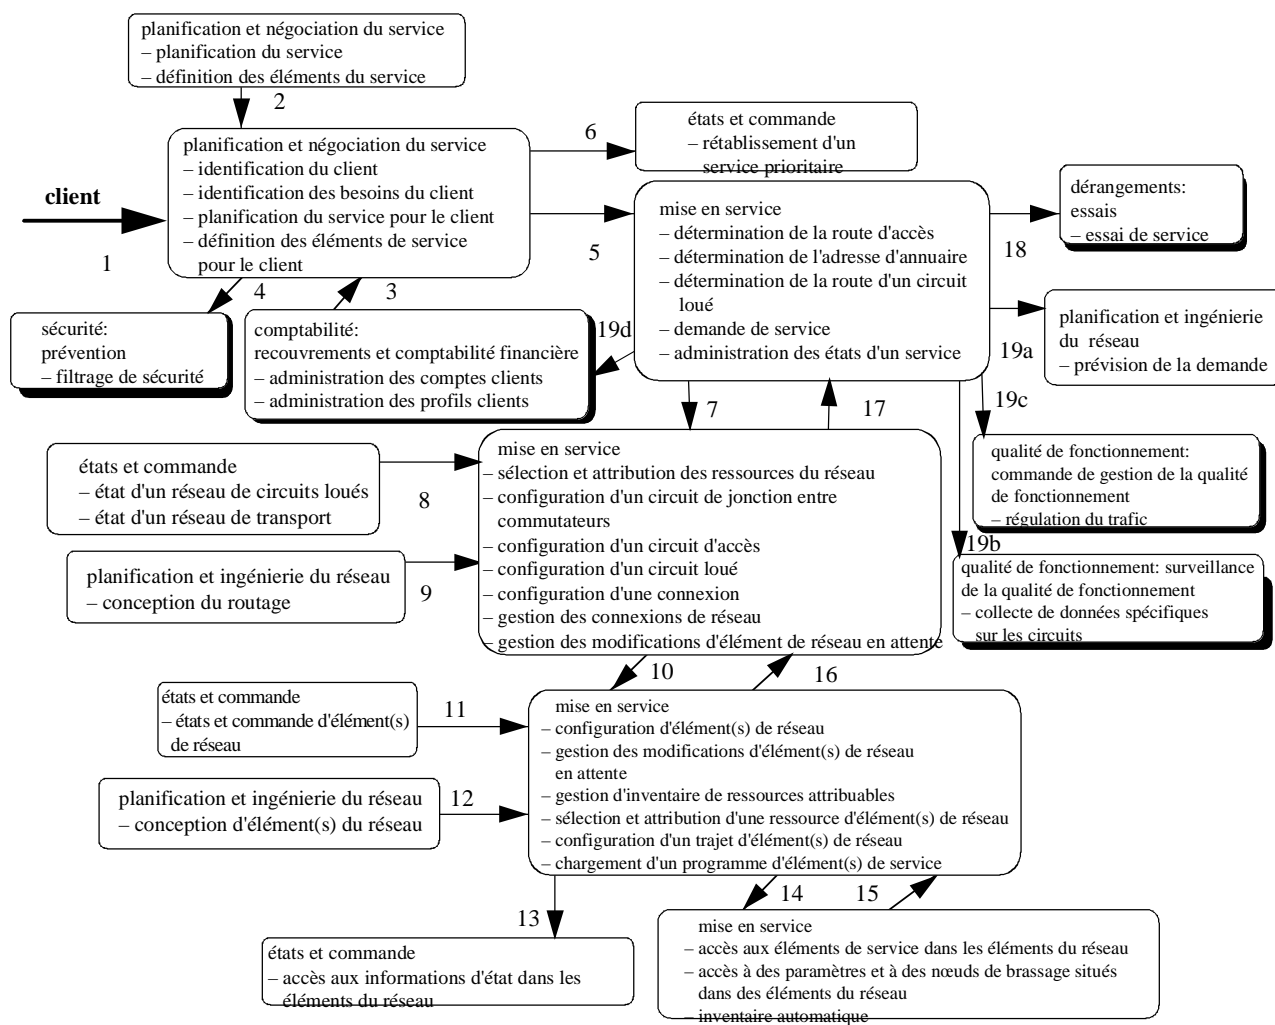 planification et négociation du service
– planification du service
– définition des éléments du service
2
planification et négociation du service
– identification du client
– identification des besoins du client
– planification du service pour le client
– définition des éléments de service
pour le client
client
1
6
états et commande
– rétablissement d'un
service prioritaire
5
mise en service
– détermination de la route d'accès
– détermination de l'adresse d'annuaire
– détermination de la route d'un circuit
loué
– demande de service
– administration des états d'un service
18
dérangements:
essais
– essai de service
4
3
sécurité:
prévention
– filtrage de sécurité
comptabilité:
recouvrements et comptabilité financière
– administration des comptes clients
– administration des profils clients
19d
19a
planification et ingénierie
du réseau
– prévision de la demande
7
17
19c
qualité de fonctionnement:
commande de gestion de la qualité
de fonctionnement
– régulation du trafic
19b
qualité de fonctionnement: surveillance
de la qualité de fonctionnement
– collecte de données spécifiques
sur les circuits
états et commande
– état d'un réseau de circuits loués
– état d'un réseau de transport
8
planification et ingénierie du réseau
– conception du routage
9
mise en service
– sélection et attribution des ressources du réseau
– configuration d'un circuit de jonction entre
commutateurs
– configuration d'un circuit d'accès
– configuration d'un circuit loué
– configuration d'une connexion
– gestion des connexions de réseau
– gestion des modifications d'élément de réseau en attente
10
16
états et commande
– états et commande d'élément(s)
de réseau
11
planification et ingénierie du réseau
– conception d'élément(s) du réseau
12
mise en service
– configuration d'élément(s) de réseau
– gestion des modifications d'élément(s) de réseau
en attente
– gestion d'inventaire de ressources attribuables
– sélection et attribution d'une ressource d'élément(s) de réseau
– configuration d'un trajet d'élément(s) de réseau
– chargement d'un programme d'élément(s) de service
13
14
15
états et commande
– accès aux informations d'état dans les
éléments du réseau
mise en service
– accès aux éléments de service dans les éléments du réseau
– accès à des paramètres et à des nœuds de brassage situés
dans des éléments du réseau
– inventaire automatique